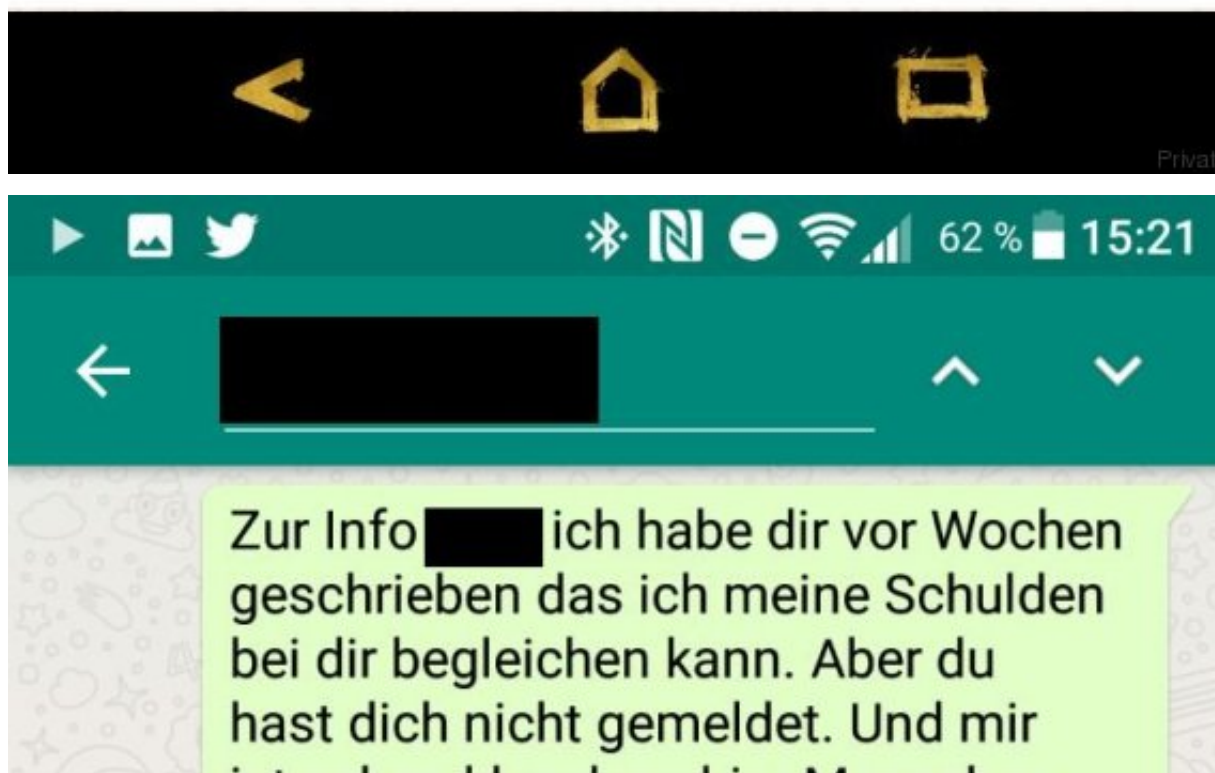 Privat
62 % 15:21
Zur Info ich habe dir vor Wochen
geschrieben das ich meine Schulden
bei dir begleichen kann. Aber du
hast dich nicht gemeldet. Und mir